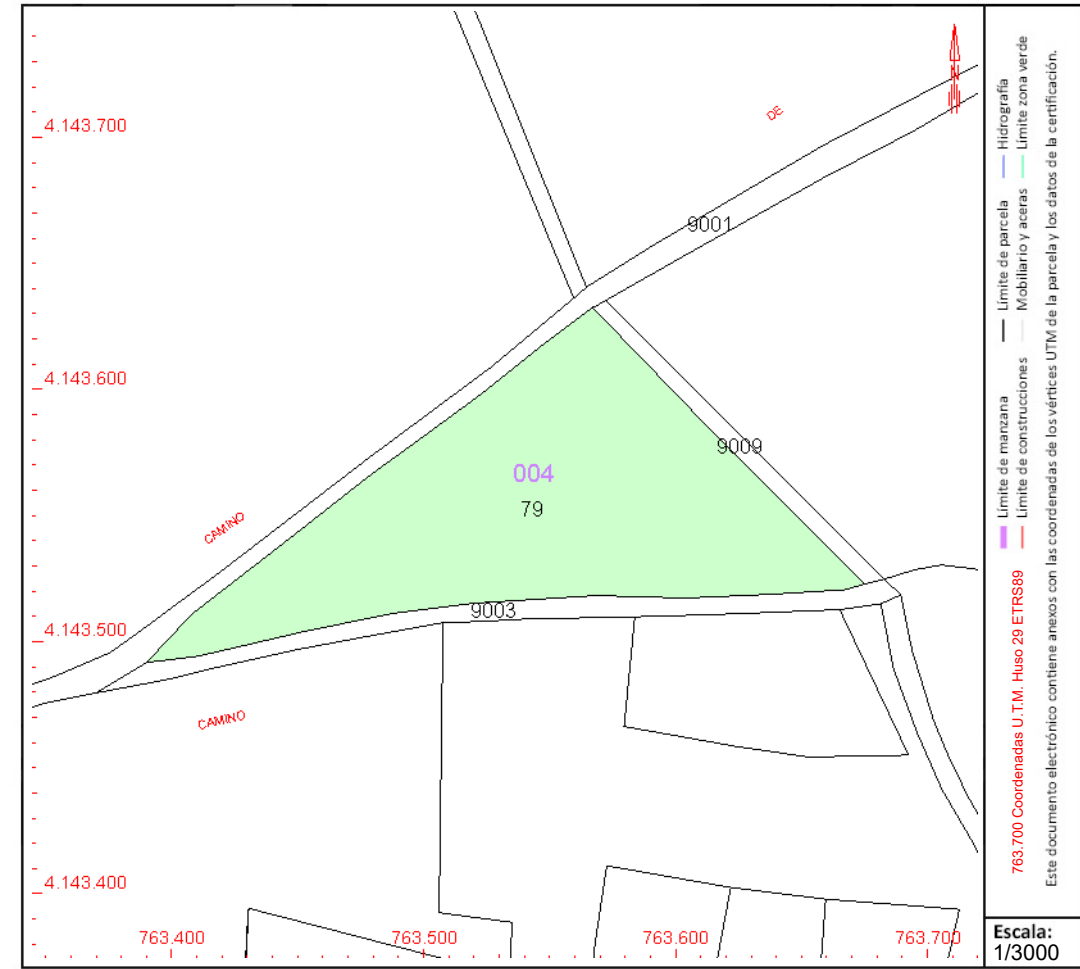 4.143.700
DE
9001
4.143.600
9009
004
79
CAMINO
4.143.500
9003
CAMINO
4.143.400
763.400
763.500
763.600
763.700
N
Límite de manzana
Límite de parcela
Hidrografía
Límite de construcciones
Mobiliario y aceras
Límite zona verde
763.700 Coordenadas U.T.M. Huso 29 ETRS89
Este documento electrónico contiene anexos con las coordenadas de los vértices UTM de la parcela y los datos de la certificación.
Escala:
1/3000